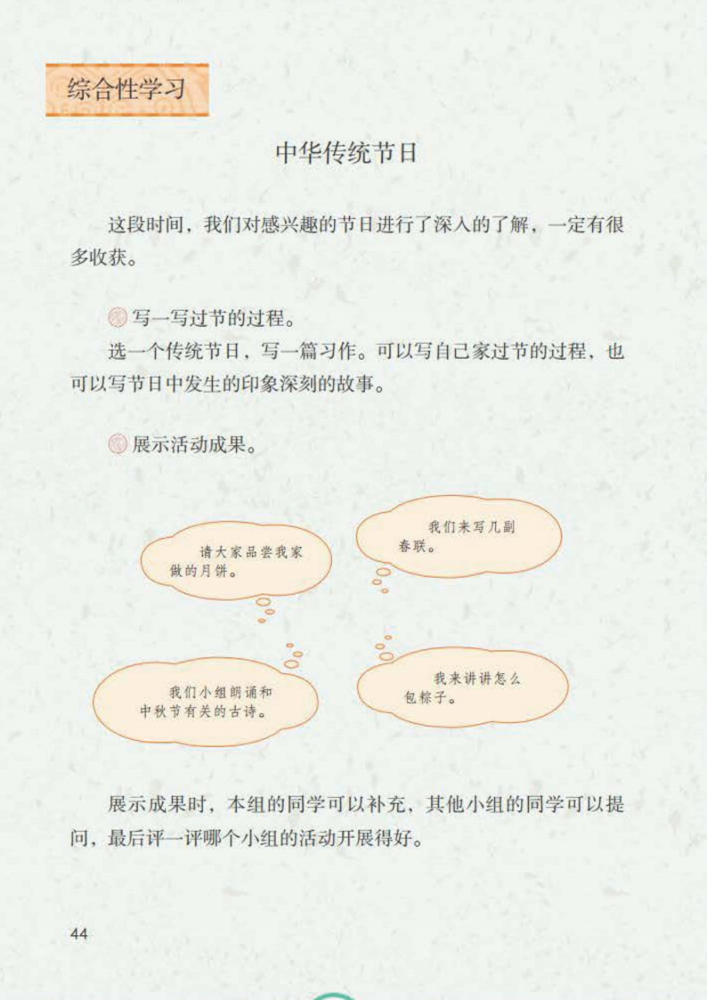 综合性学习
中华传统节日
这段时间，我们对感兴趣的节日进行了深入的了解，一定有很
多收获。
写一写过节的过程。
选一个传统节日，写一篇习作。可以写自己家过节的过程，也
可以写节日中发生的印象深刻的故事。
展示活动成果。
请大家品尝我家
做的月饼。
我们来写几副
春联。
我们小组朗诵和
中秋节有关的古诗。
我来讲讲怎么
包粽子。
展示成果时，本组的同学可以补充，其他小组的同学可以提
问，最后评一评哪个小组的活动开展得好。
44